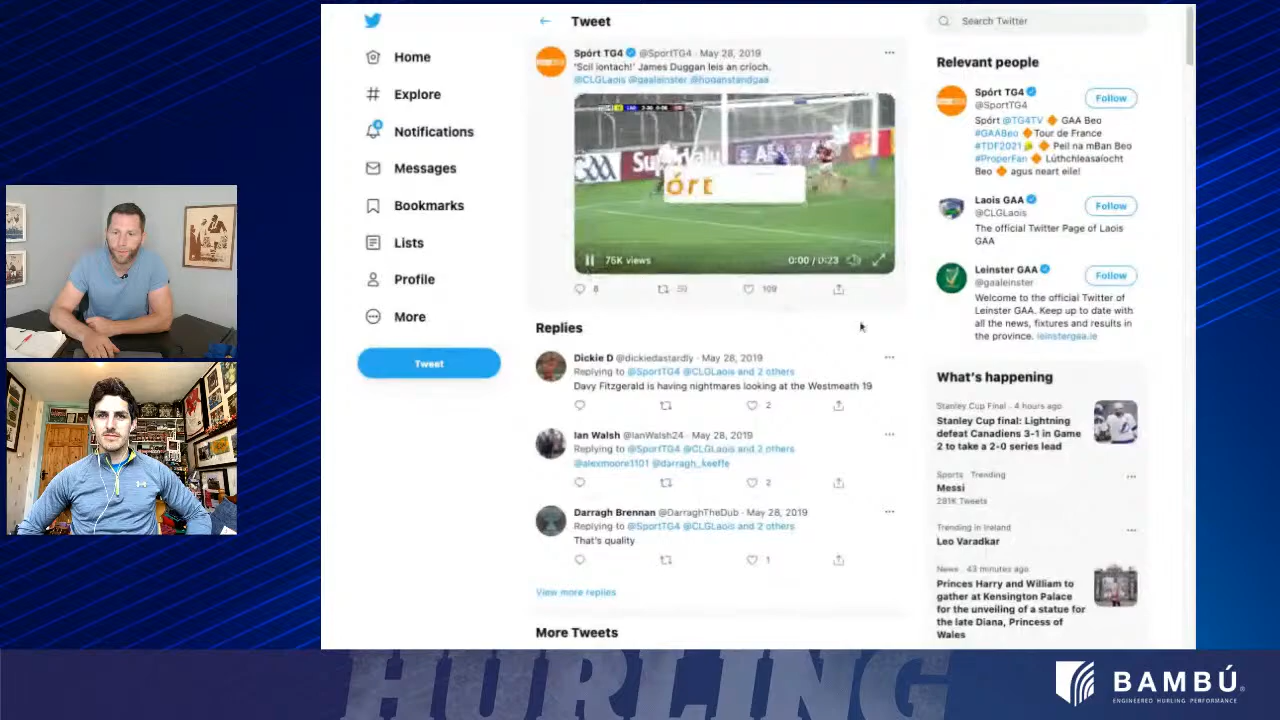 Tweet
Search Twitter
Home
Explore
Notifications
Messages
Bookmarks
Lists
Profile
More
Tweet
Spórt TG4 @SportTG4 · May 28, 2019
'Scil iontach!' James Duggan leis an críoch.
@CLGLaois @gaaleinster @hoganstandgaa
GAA
SuperValu
órt
75K views
0:00 / 0:23
8
59
109
Replies
Dickie D @dickiedastardly · May 28, 2019
Replying to @SportTG4 @CLGLaois and 2 others
Davy Fitzgerald is having nightmares looking at the Westmeath 19
2
Ian Walsh @IanWalsh24 · May 28, 2019
Replying to @SportTG4 @CLGLaois and 2 others
@alexmoore1101 @darragh_keeffe
2
Darragh Brennan @DarraghTheDub · May 28, 2019
Replying to @SportTG4 @CLGLaois and 2 others
That's quality
1
View more replies
More Tweets
Relevant people
Spórt TG4
@SportTG4
Follow
Spórt @TG4TV GAA Beo
#GAABeo Tour de France
#TDF2021 Peil na mBan Beo
#ProperFan Lúthchleasaíocht
Beo agus neart eile!
Laois GAA
@CLGLaois
Follow
The official Twitter Page of Laois
GAA
Leinster GAA
@gaaleinster
Follow
Welcome to the official Twitter of
Leinster GAA. Keep up to date with
all the news, fixtures and results in
the province. leinstergaa.ie
What's happening
Stanley Cup Final · 4 hours ago
Stanley Cup final: Lightning
defeat Canadiens 3-1 in Game
2 to take a 2-0 series lead
Sports · Trending
Messi
281K Tweets
Trending in Ireland
Leo Varadkar
News · 43 minutes ago
Princes Harry and William to
gather at Kensington Palace
for the unveiling of a statue for
the late Diana, Princess of
Wales
HURLING
BAMBÚ
ENGINEERED HURLING PERFORMANCE